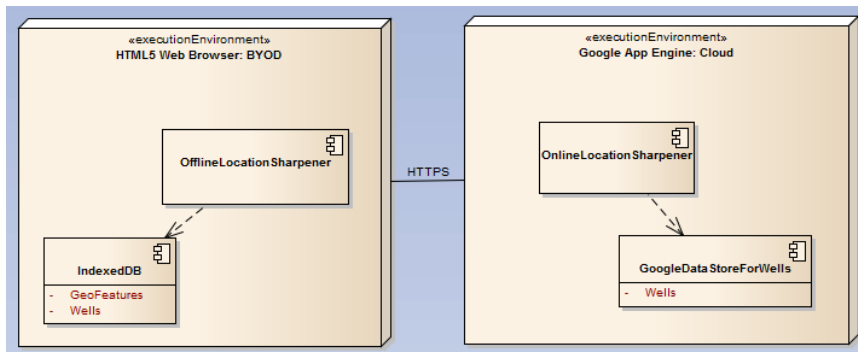 «executionEnvironment»
HTML5 Web Browser: BYOD
OfflineLocationSharpener
IndexedDB
- GeoFeatures
- Wells
HTTPS
«executionEnvironment»
Google App Engine: Cloud
OnlineLocationSharpener
GoogleDataStoreForWells
- Wells